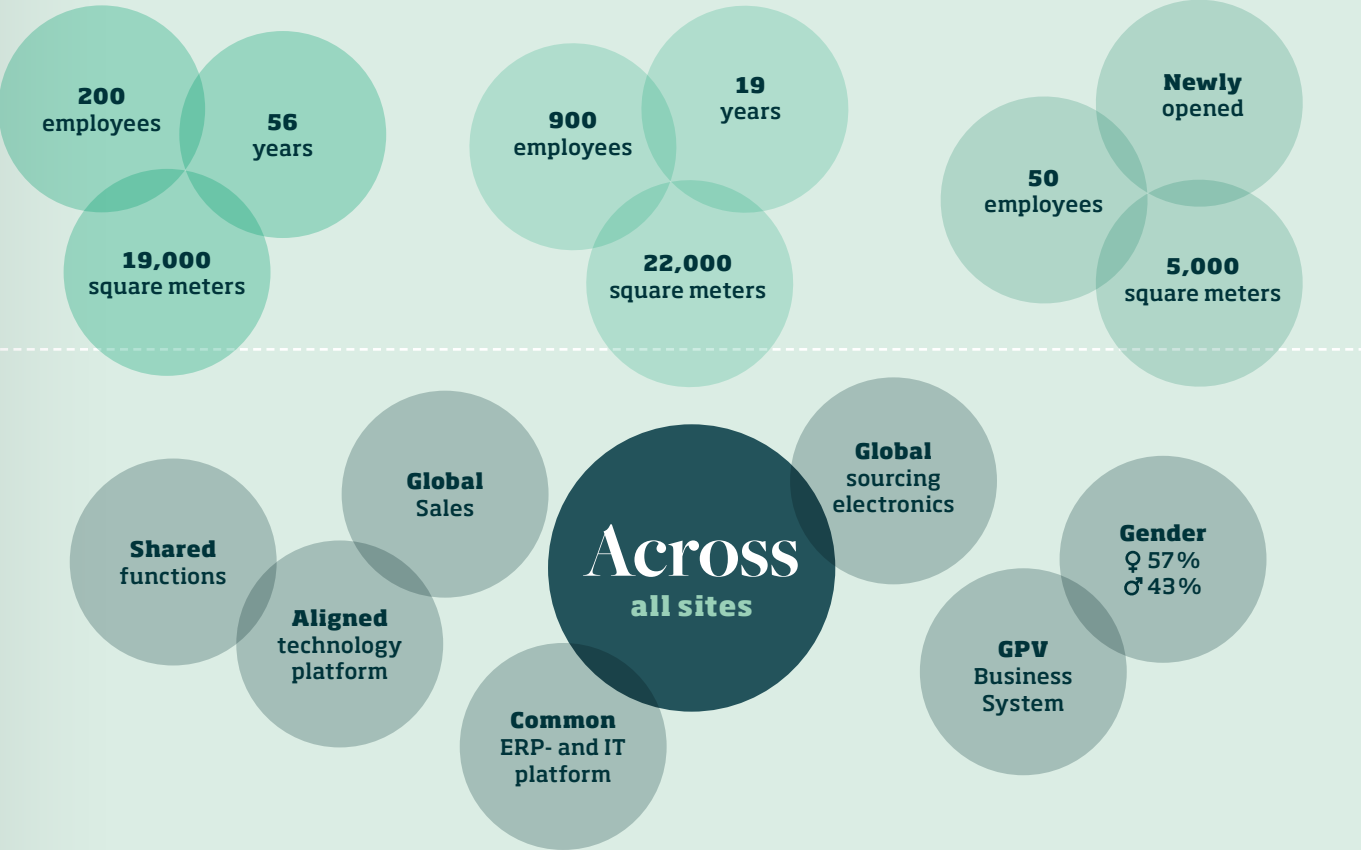 200
employees
56
years
19,000
square meters
900
employees
19
years
22,000
square meters
Newly
opened
50
employees
5,000
square meters
Shared
functions
Global
Sales
Aligned
technology
platform
Across
all sites
Common
ERP- and IT
platform
Global
sourcing
electronics
GPV
Business
System
Gender
♀ 57%
♂ 43%